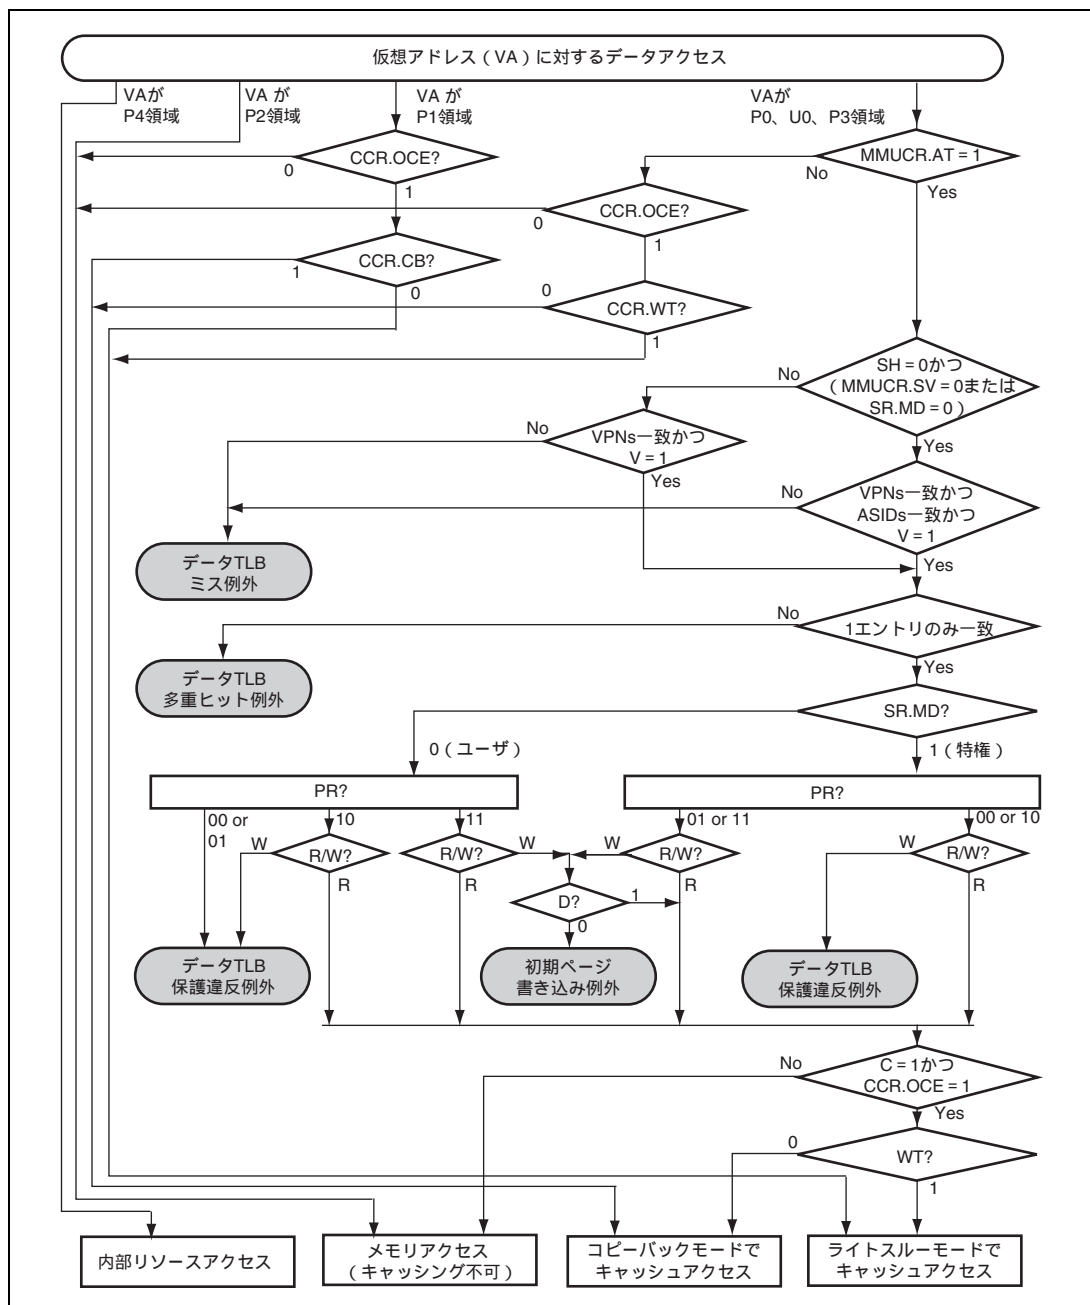 仮想アドレス（VA）に対するデータアクセス
VAが
P4領域
VA が
P2領域
VA が
P1領域
VAが
P0、U0、P3領域
CCR.OCE?
0
1
MMUCR.AT = 1
No
Yes
CCR.OCE?
0
1
CCR.CB?
1
0
CCR.WT?
0
1
SH = 0かつ
（MMUCR.SV = 0または
SR.MD = 0）
No
Yes
VPNs一致かつ
V = 1
No
Yes
VPNs一致かつ
ASIDs一致かつ
V = 1
No
Yes
データTLB
ミス例外
1エントリのみ一致
No
Yes
データTLB
多重ヒット例外
SR.MD?
0（ユーザ）
1（特権）
PR?
PR?
00 or
01
10
11
01 or 11
00 or 10
R/W?
W
R
R/W?
W
R
R/W?
W
R
R/W?
W
R
D?
1
0
データTLB
保護違反例外
初期ページ
書き込み例外
データTLB
保護違反例外
C = 1かつ
CCR.OCE = 1
No
Yes
WT?
0
1
内部リソースアクセス
メモリアクセス
（キャッシング不可）
コピーバックモードで
キャッシュアクセス
ライトスルーモードで
キャッシュアクセス